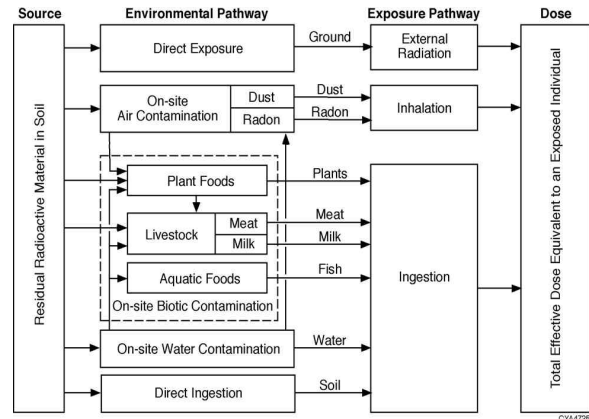 Source
Environmental Pathway
Exposure Pathway
Dose
Residual Radioactive Material in Soil
Direct Exposure
Ground
External
Radiation
On-site
Air Contamination
Dust
Radon
Dust
Radon
Inhalation
Plant Foods
Plants
Livestock
Meat
Milk
Meat
Milk
Aquatic Foods
Fish
On-site Biotic Contamination
Ingestion
On-site Water Contamination
Water
Direct Ingestion
Soil
Total Effective Dose Equivalent to an Exposed Individual